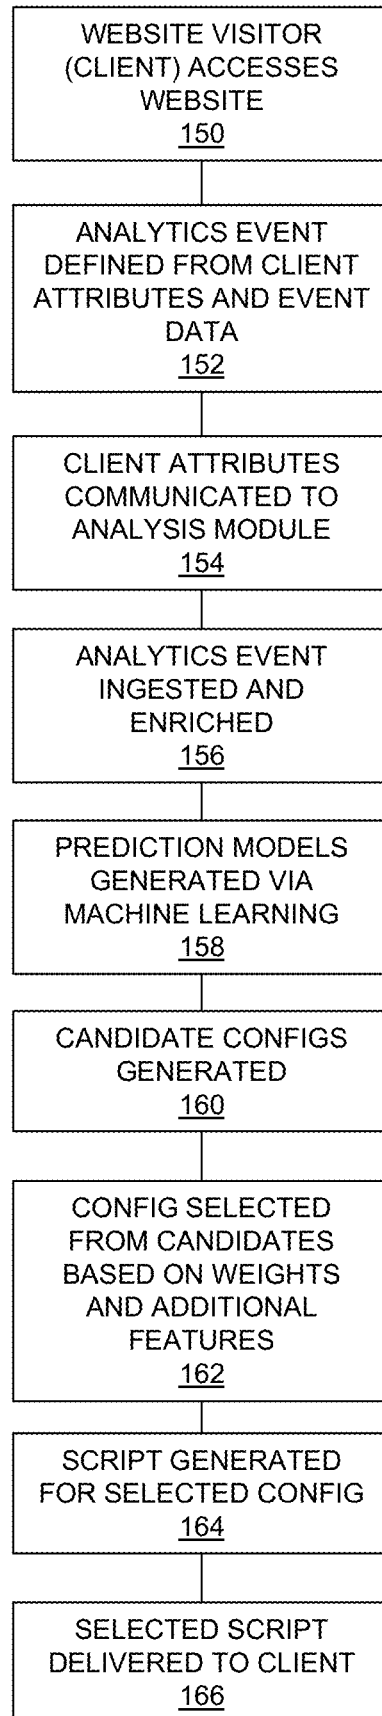 WEBSITE VISITOR
(CLIENT) ACCESSES
WEBSITE
150
ANALYTICS EVENT
DEFINED FROM CLIENT
ATTRIBUTES AND EVENT
DATA
152
CLIENT ATTRIBUTES
COMMUNICATED TO
ANALYSIS MODULE
154
ANALYTICS EVENT
INGESTED AND
ENRICHED
156
PREDICTION MODELS
GENERATED VIA
MACHINE LEARNING
158
CANDIDATE CONFIGS
GENERATED
160
CONFIG SELECTED
FROM CANDIDATES
BASED ON WEIGHTS
AND ADDITIONAL
FEATURES
162
SCRIPT GENERATED
FOR SELECTED CONFIG
164
SELECTED SCRIPT
DELIVERED TO CLIENT
166